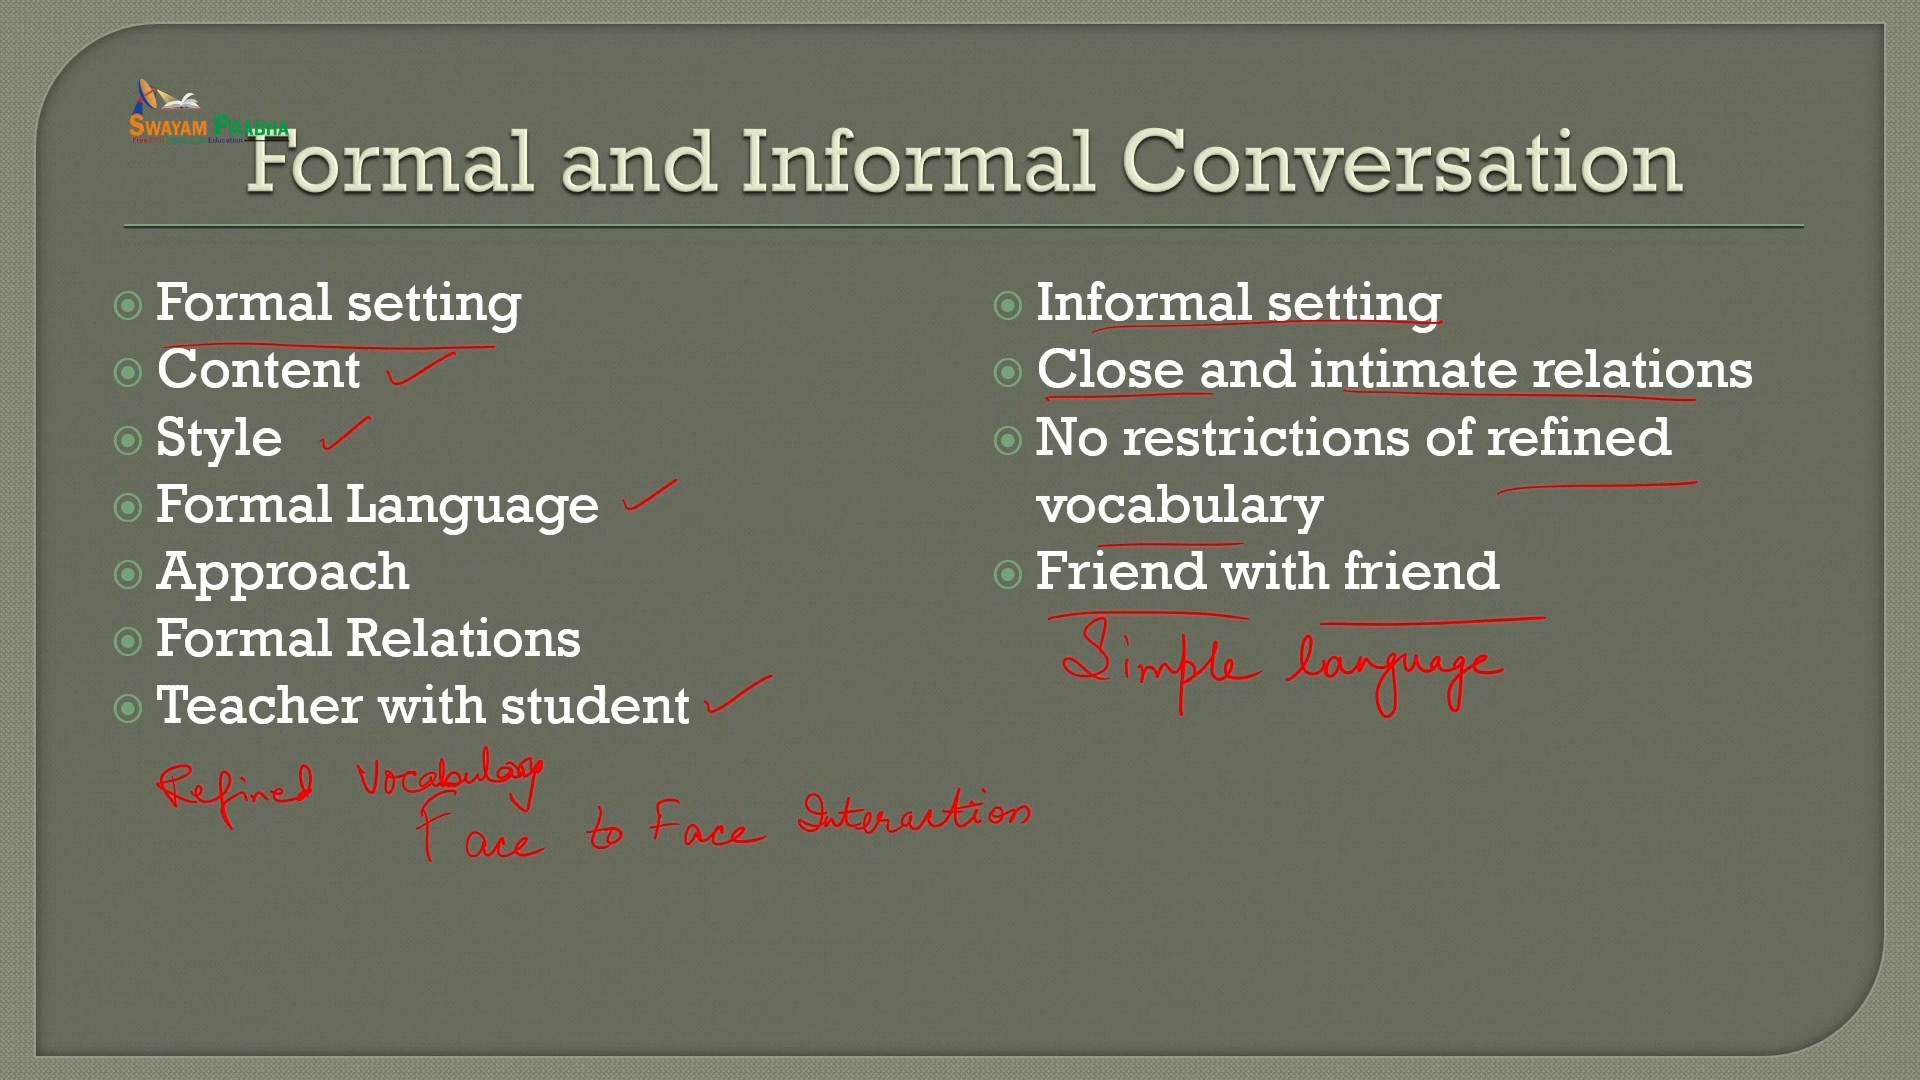 SWAYAM PRABHA
Formal and Informal Conversation
Formal setting
Content
Style
Formal Language
Approach
Formal Relations
Teacher with student
Refined Vocabulary
Face to Face Interaction
Informal setting
Close and intimate relations
No restrictions of refined
vocabulary
Friend with friend
Simple language